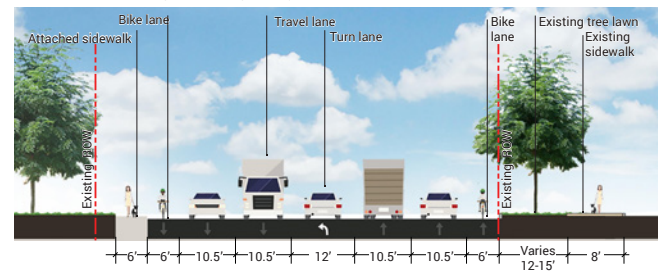 Bike lane
Travel lane
Bike
lane
Existing tree lawn
Attached sidewalk
Turn lane
Existing
sidewalk
Existing ROW
Existing ROW
6' 6' 10.5' 10.5' 12' 10.5' 10.5' 6' Varies
12-15' 8'